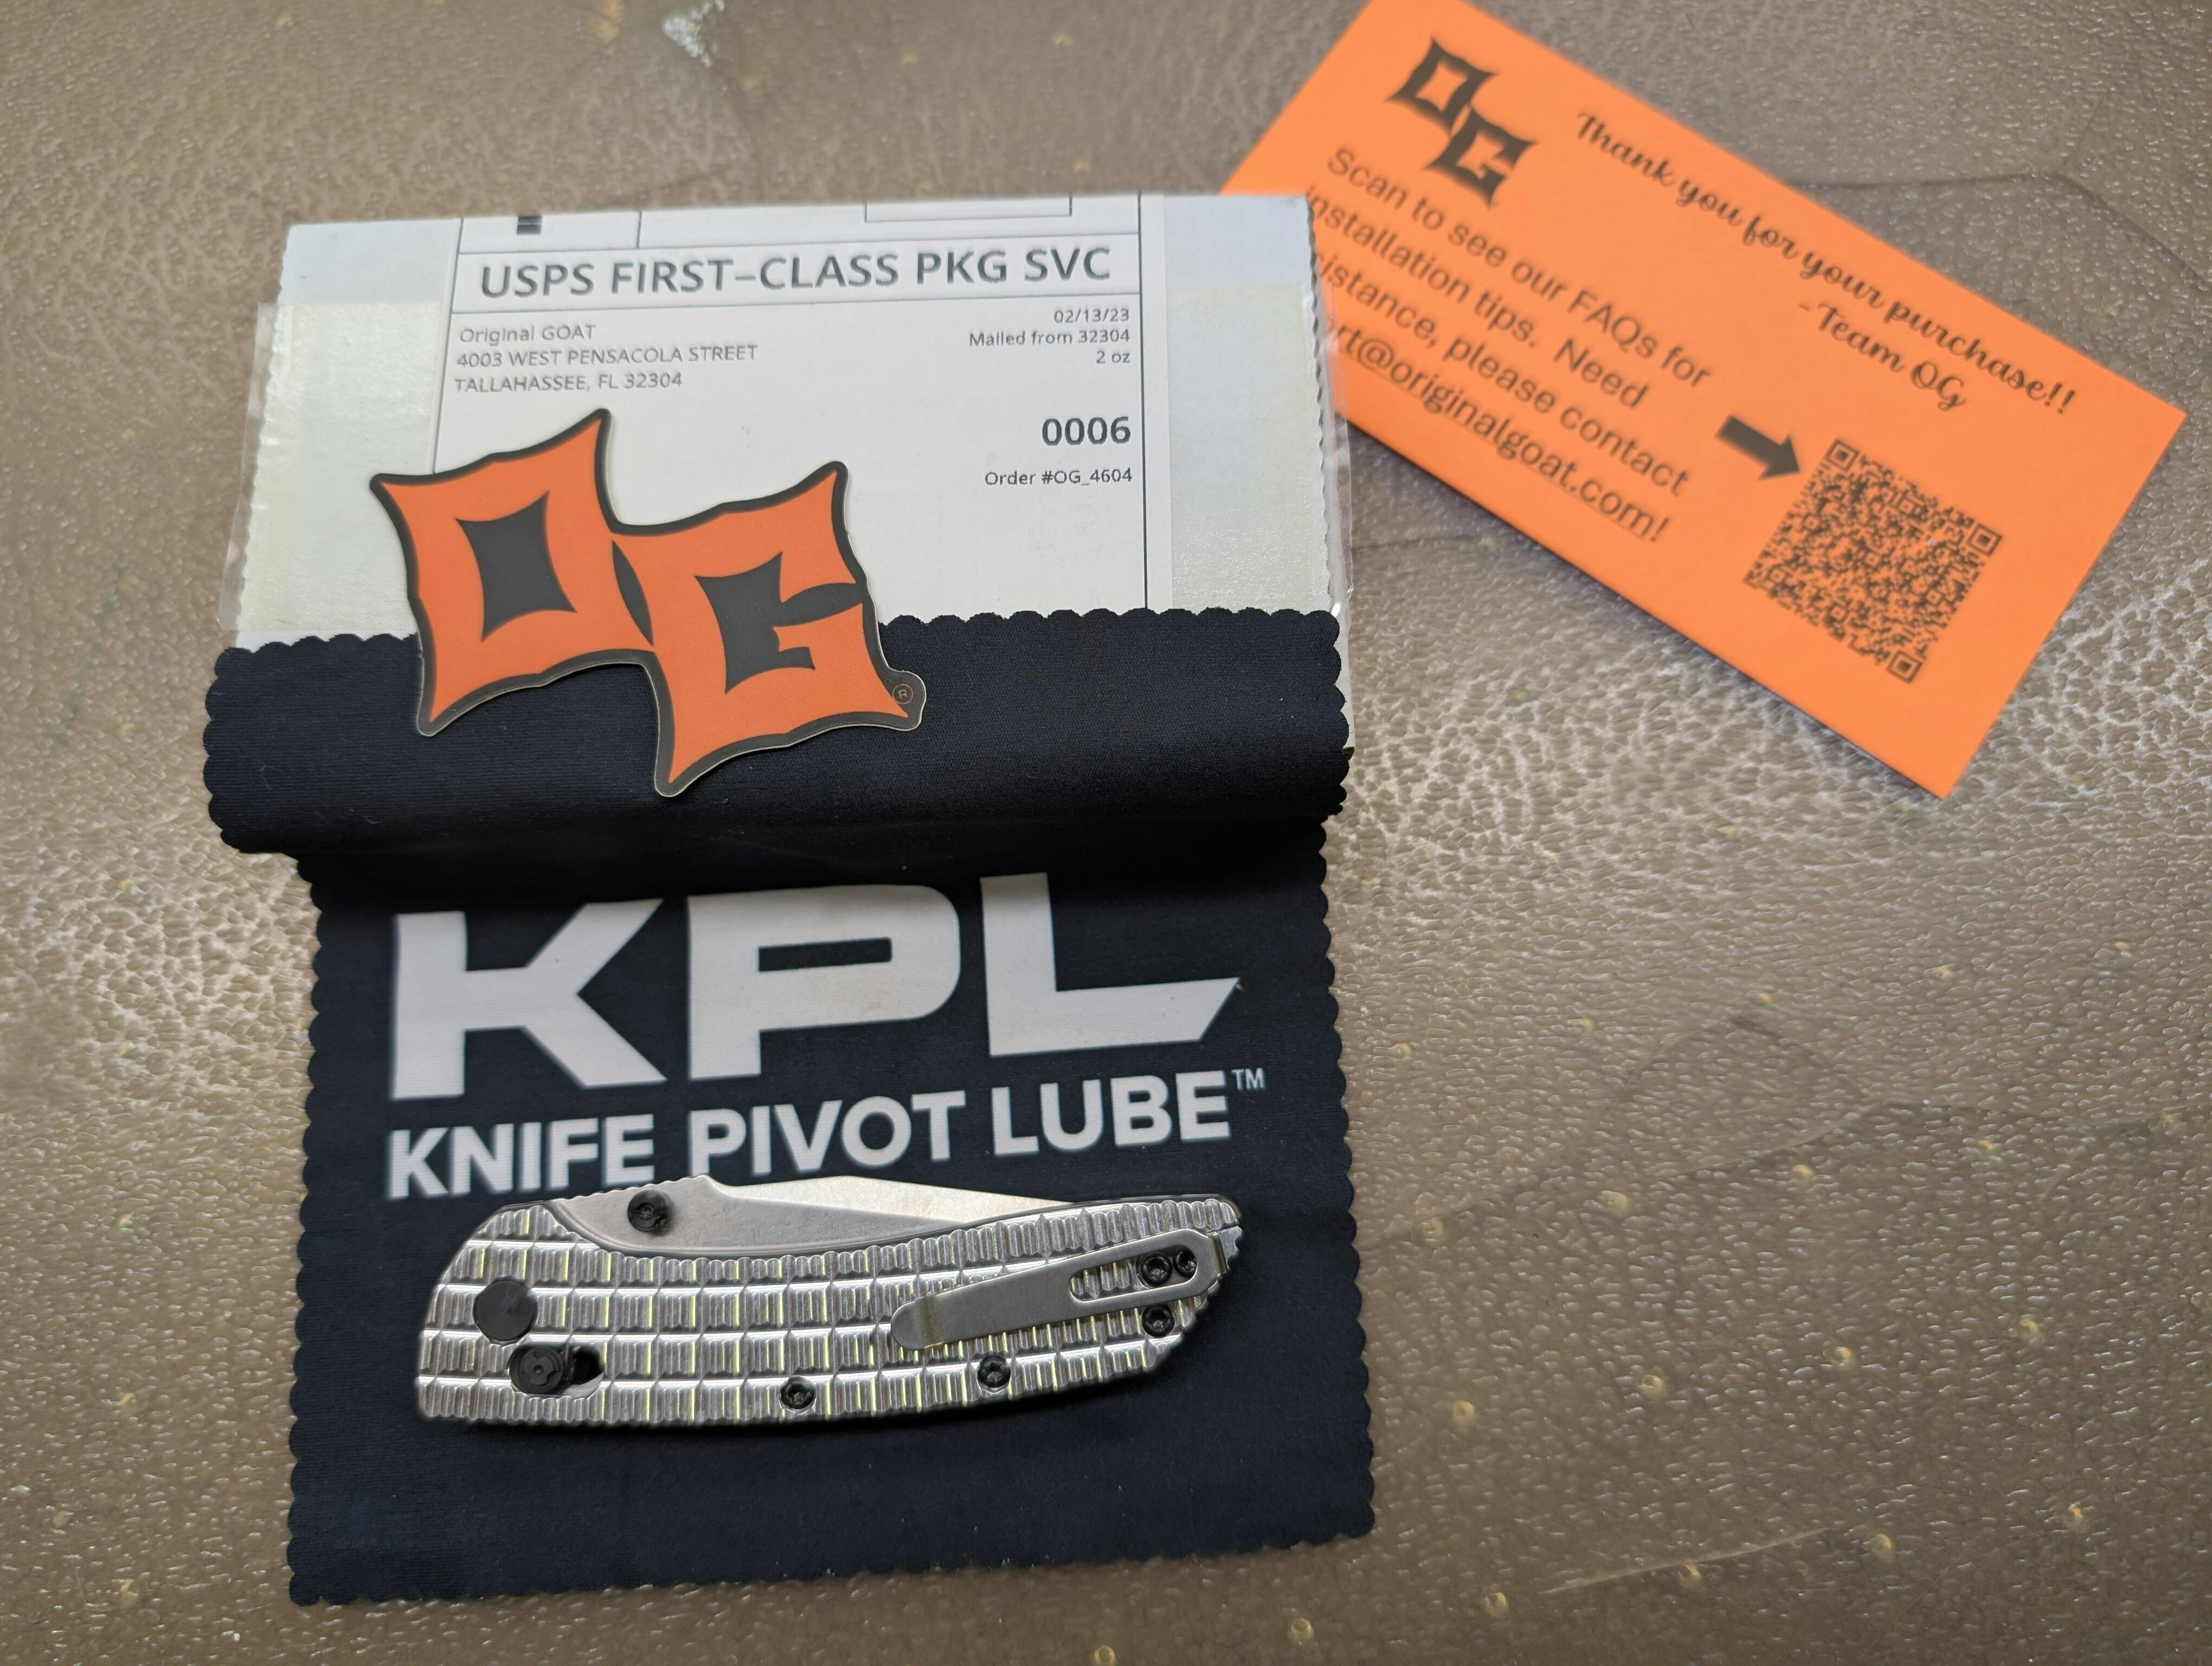 USPS FIRST–CLASS PKG SVC
Original GOAT
4003 WEST PENSACOLA STREET
TALLAHASSEE, FL 32304
02/13/23
Mailed from 32304
2 oz
0006
Order #OG_4604
OG
®
KPL
KNIFE PIVOT LUBE™
OG
Thank you for your purchase!!
-Team OG
Scan to see our FAQs for
installation tips. Need
please contact
@originalgoat.com!